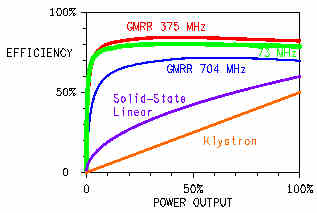 100%
GMRR 375 MHz
EFFICIENCY
73 MHz
GMRR 704 MHz
50%
Solid-State
Linear
Klystron
0
0
50%
100%
POWER OUTPUT